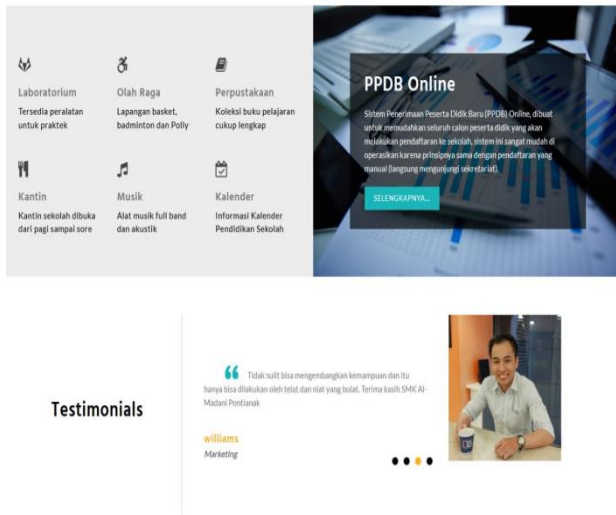 Laboratorium
Tersedia peralatan
untuk praktek
Olah Raga
Lapangan basket,
badminton dan Polly
Perpustakaan
Koleksi buku pelajaran
cukup lengkap
Kantin
Kantin sekolah dibuka
dari pagi sampai sore
Musik
Alat musik full band
dan akustik
Kalender
Informasi Kalender
Pendidikan Sekolah
PPDB Online
Sistem Penerimaan Peserta Didik Baru (PPDB) Online, dibuat
untuk memudahkan seluruh calon peserta didik yang akan
melakukan pendaftaran ke sekolah, sistem ini sangat mudah di
operasikan karena prinsipnya sama dengan pendaftaran yang
manual (langsung mengunjungi sekretariat).
SELENGKAPNYA...
Testimonials
“ Tidak sulit bisa mengembangkan kemampuan dan itu
hanya bisa dilakukan oleh telat dan niat yang bulat. Terima kasih SMK Al-
Madani Pontianak
williams
Marketing